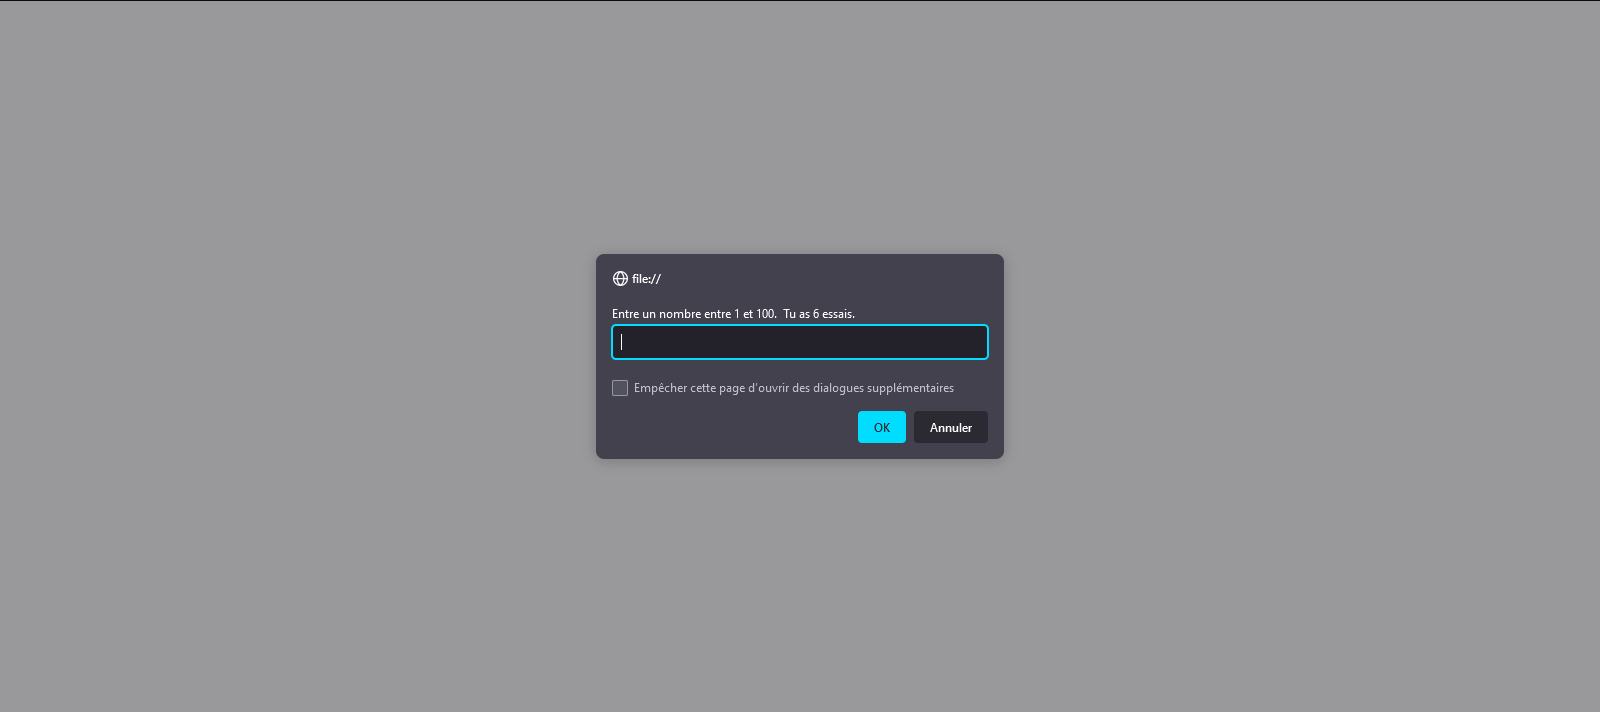 file://
Entre un nombre entre 1 et 100.  Tu as 6 essais.
Empêcher cette page d’ouvrir des dialogues supplémentaires
OK
Annuler